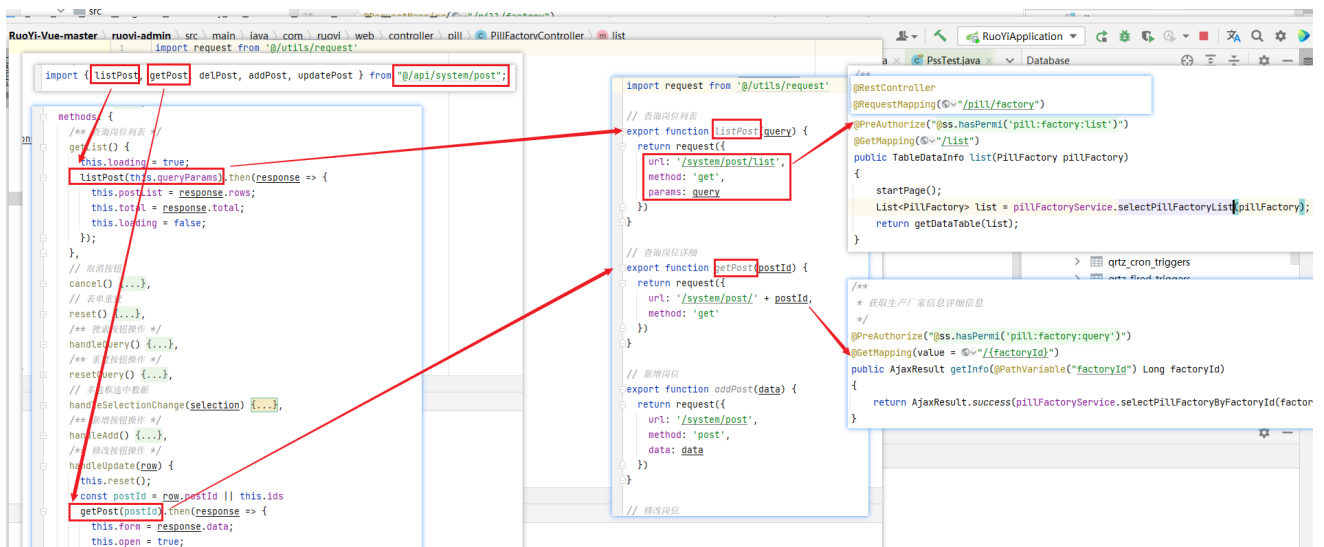 src
@RequestMapping("/pill/factory")
RuoYi-Vue-master
ruoyi-admin
src
main
java
com
ruoyi
web
controller
pill
PillFactoryController
list
RuoYiApplication
1 import request from '@/utils/request'
import { listPost, getPost, delPost, addPost, updatePost } from "@/api/system/post";
methods: {
/** 查询岗位列表 */
getList() {
this.loading = true;
listPost(this.queryParams).then(response => {
this.postList = response.rows;
this.total = response.total;
this.loading = false;
});
},
// 取消按钮
cancel() {...},
// 表单重置
reset() {...},
/** 搜索按钮操作 */
handleQuery() {...},
/** 重置按钮操作 */
resetQuery() {...},
// 多选框选中数据
handleSelectionChange(selection) {...},
/** 新增按钮操作 */
handleAdd() {...},
/** 修改按钮操作 */
handleUpdate(row) {
this.reset();
const postId = row.postId || this.ids
getPost(postId).then(response => {
this.form = response.data;
this.open = true;
import request from '@/utils/request'
// 查询岗位列表
export function listPost(query) {
return request({
url: '/system/post/list',
method: 'get',
params: query
})
}
// 查询岗位详细
export function getPost(postId) {
return request({
url: '/system/post/' + postId,
method: 'get'
})
}
// 新增岗位
export function addPost(data) {
return request({
url: '/system/post',
method: 'post',
data: data
})
}
// 修改岗位
a
PssTest.java
Database
/**
@RestController
@RequestMapping("/pill/factory")
@PreAuthorize("@ss.hasPermi('pill:factory:list')")
@GetMapping("/list")
public TableDataInfo list(PillFactory pillFactory)
{
startPage();
List<PillFactory> list = pillFactoryService.selectPillFactoryList(pillFactory);
return getDataTable(list);
}
qrtz_cron_triggers
qrtz_fired_triggers
/**
* 获取生产厂家信息详细信息
*/
@PreAuthorize("@ss.hasPermi('pill:factory:query')")
@GetMapping(value = "/{factoryId}")
public AjaxResult getInfo(@PathVariable("factoryId") Long factoryId)
{
return AjaxResult.success(pillFactoryService.selectPillFactoryByFactoryId(factor
}